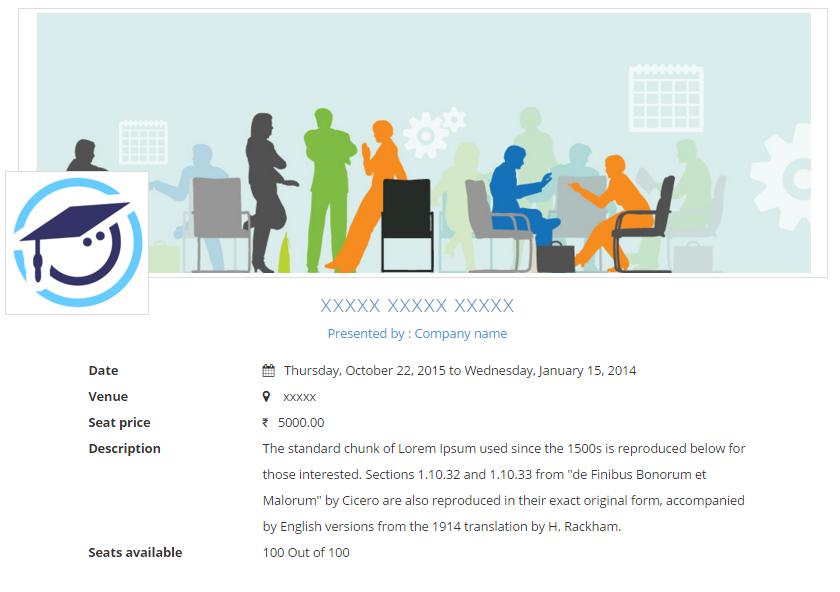 XXXXX XXXXX XXXXX
Presented by : Company name
Date Thursday, October 22, 2015 to Wednesday, January 15, 2014
Venue xxxxx
Seat price ₹ 5000.00
Description The standard chunk of Lorem Ipsum used since the 1500s is reproduced below for
those interested. Sections 1.10.32 and 1.10.33 from "de Finibus Bonorum et
Malorum" by Cicero are also reproduced in their exact original form, accompanied
by English versions from the 1914 translation by H. Rackham.
Seats available 100 Out of 100